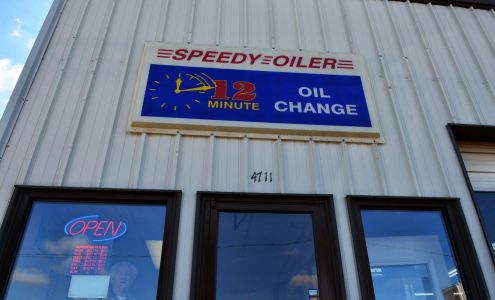 SPEEDY OILER
12
MINUTE
OIL
CHANGE
4711
OPEN